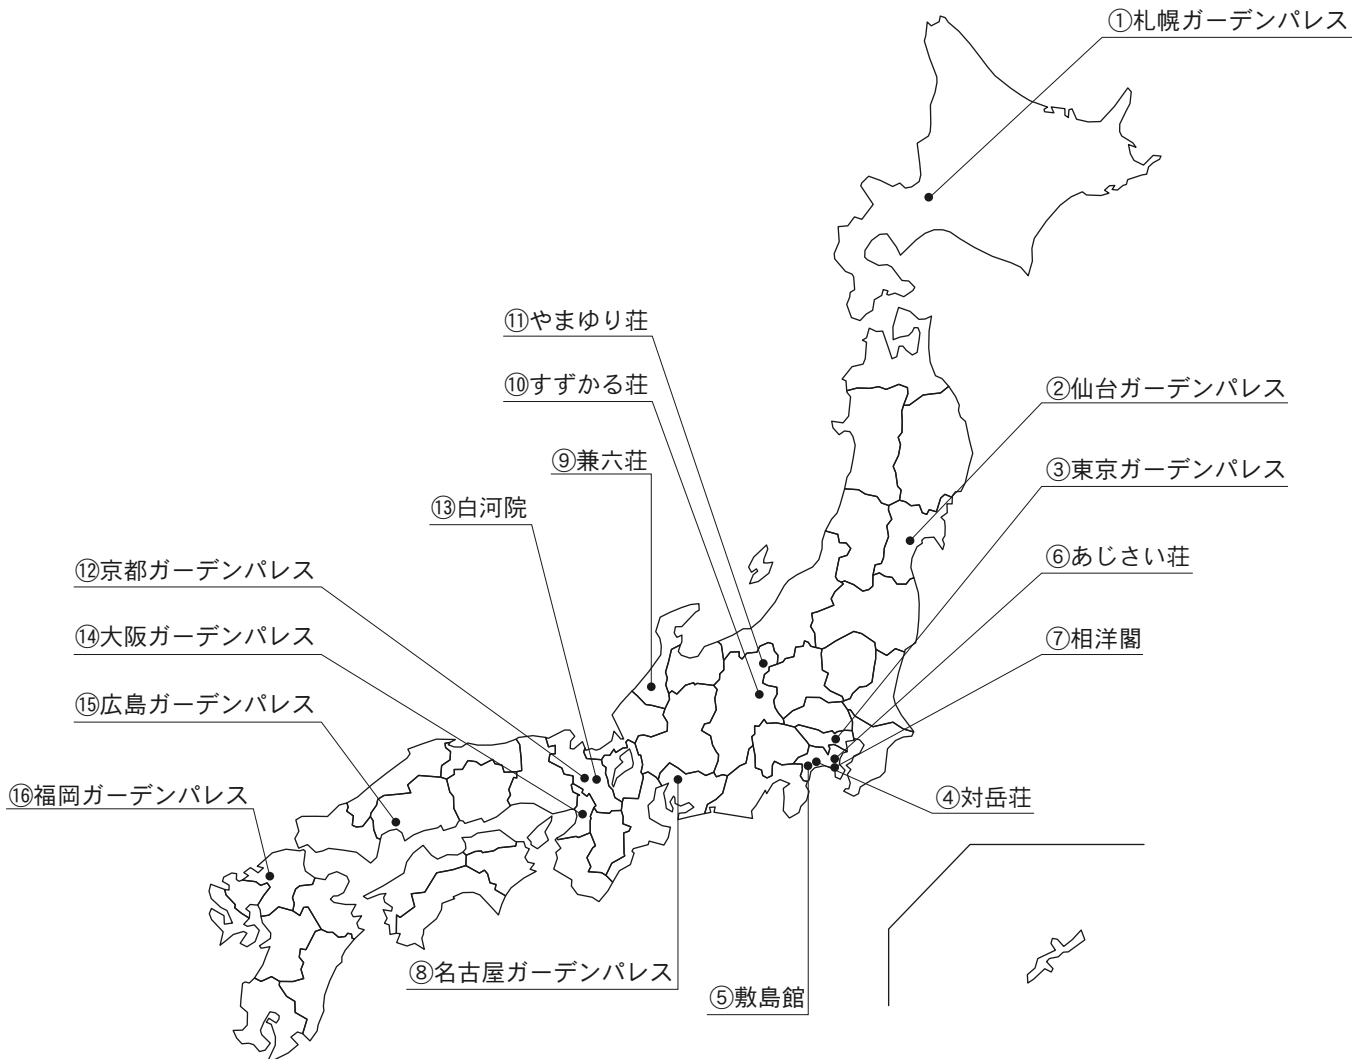 ①札幌ガーデンパレス
⑪やまゆり荘
⑩すずかる荘
②仙台ガーデンパレス
⑨兼六荘
③東京ガーデンパレス
⑬白河院
⑥あじさい荘
⑫京都ガーデンパレス
⑭大阪ガーデンパレス
⑦相洋閣
⑮広島ガーデンパレス
⑯福岡ガーデンパレス
④対岳荘
⑧名古屋ガーデンパレス
⑤敷島館